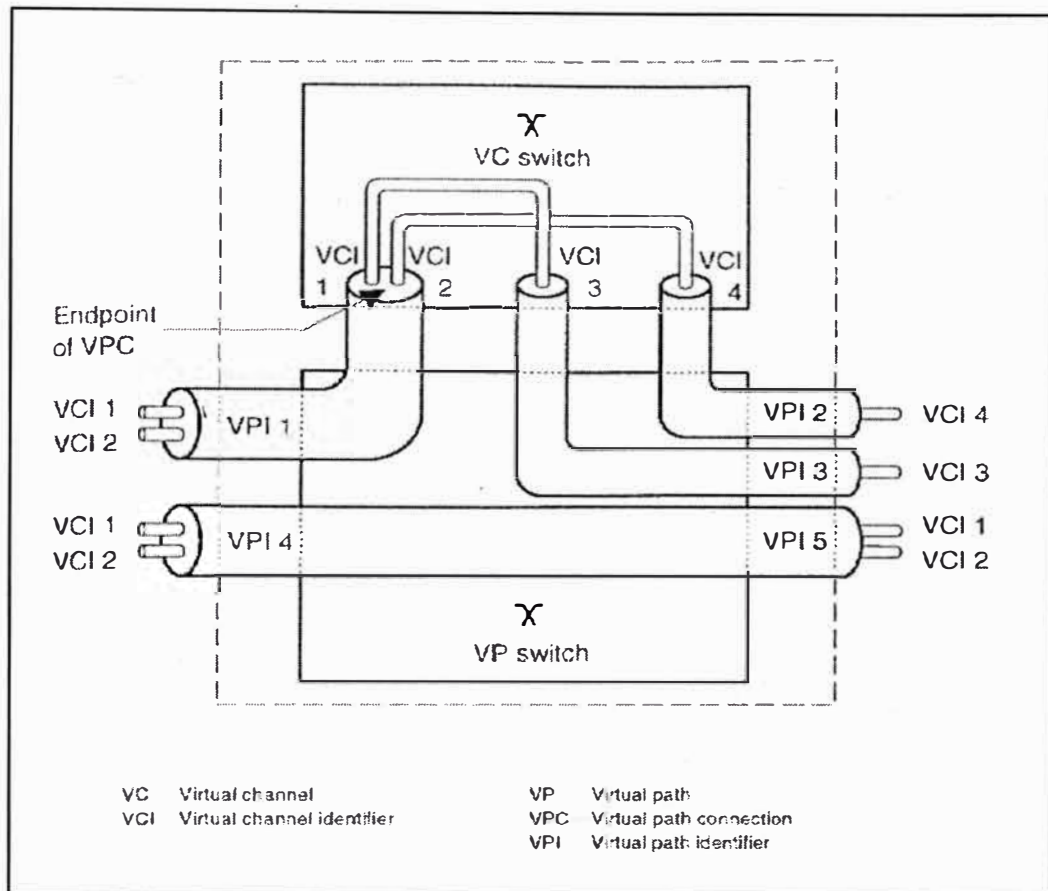 VC switch
VCI VCI VCI VCI
1 2 3 4
Endpoint
of VPC
VCI 1 VPI 1 VPI 2 VCI 4
VCI 2
VPI 3 VCI 3
VCI 1 VPI 4 VPI 5 VCI 1
VCI 2 VCI 2
VP switch
VC Virtual channel VP Virtual path
VCI Virtual channel identifier VPC Virtual path connection
VPI Virtual path identifier